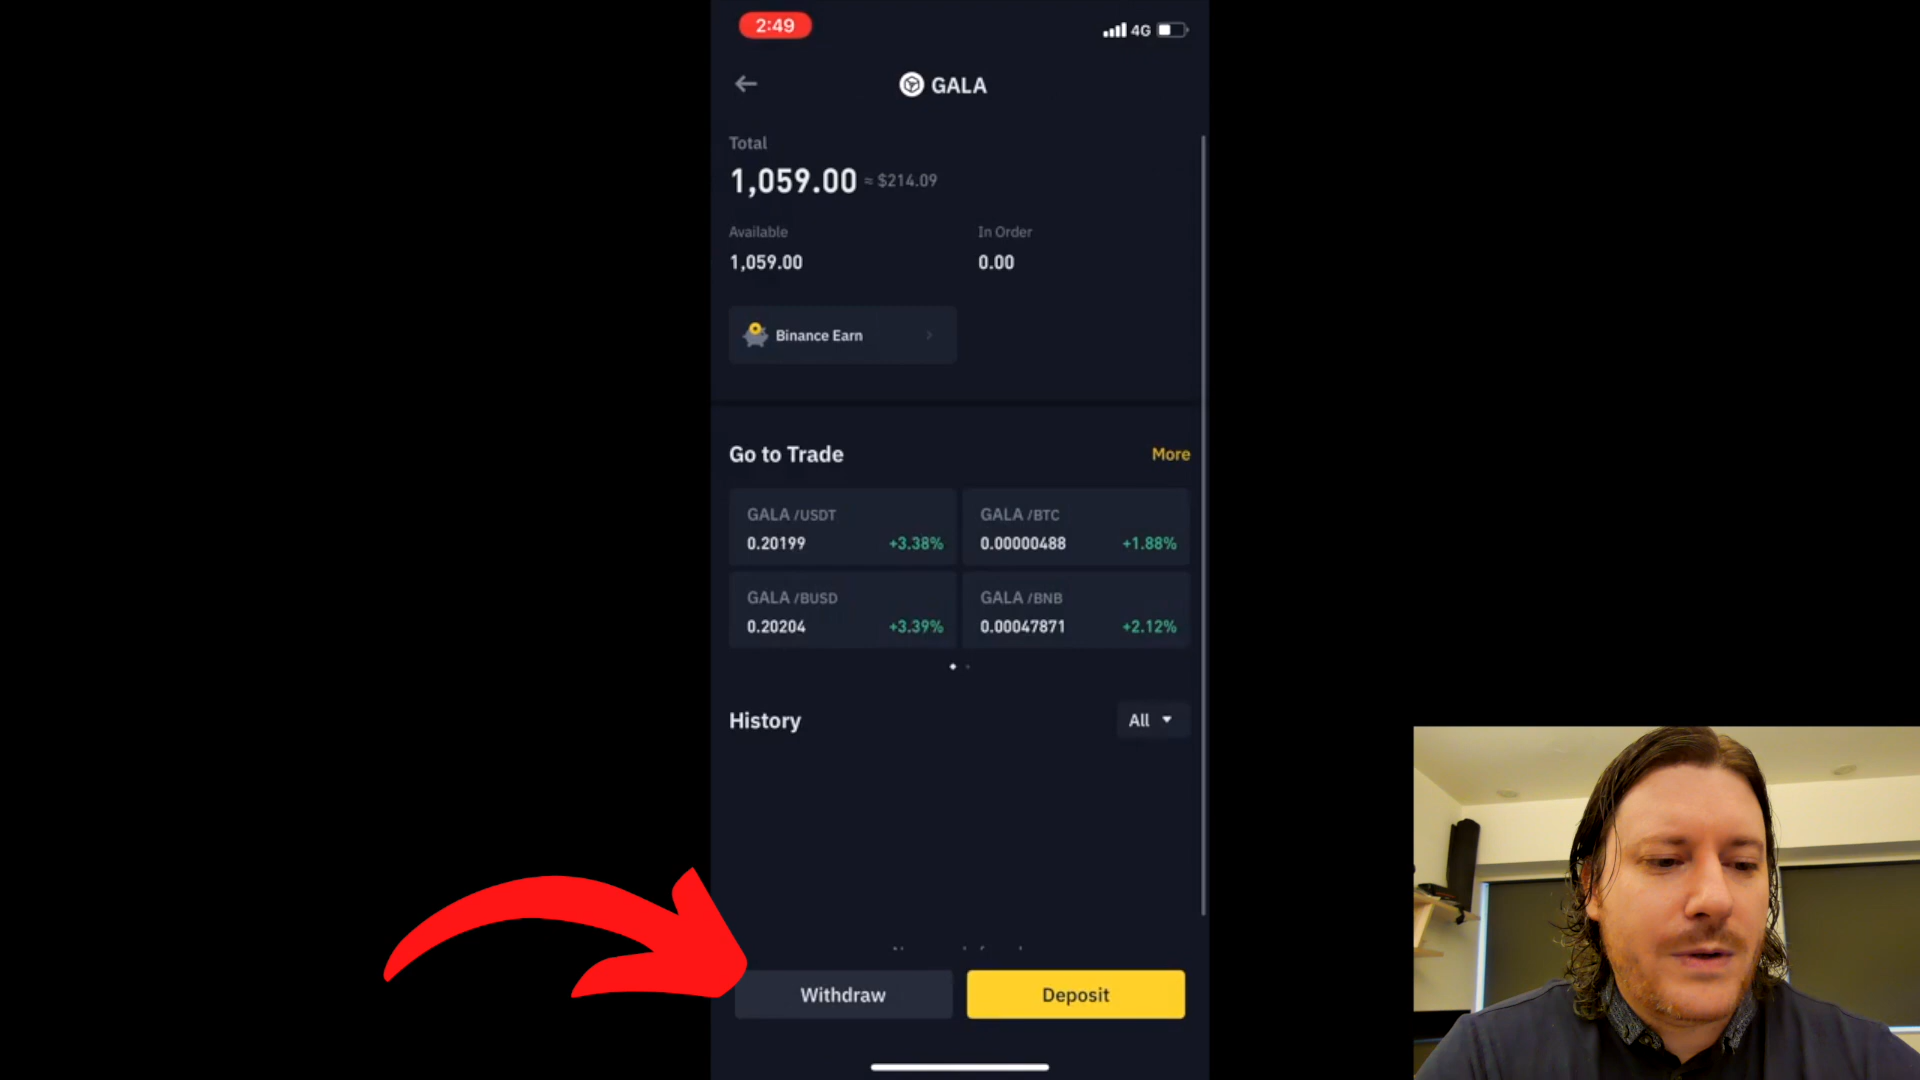 2:49
4G
GALA
Total
1,059.00 ≈ $214.09
Available In Order
1,059.00 0.00
Binance Earn
Go to Trade More
GALA /USDT GALA /BTC
0.20199 +3.38% 0.00000488 +1.88%
GALA /BUSD GALA /BNB
0.20204 +3.39% 0.00047871 +2.12%
History All
Withdraw Deposit